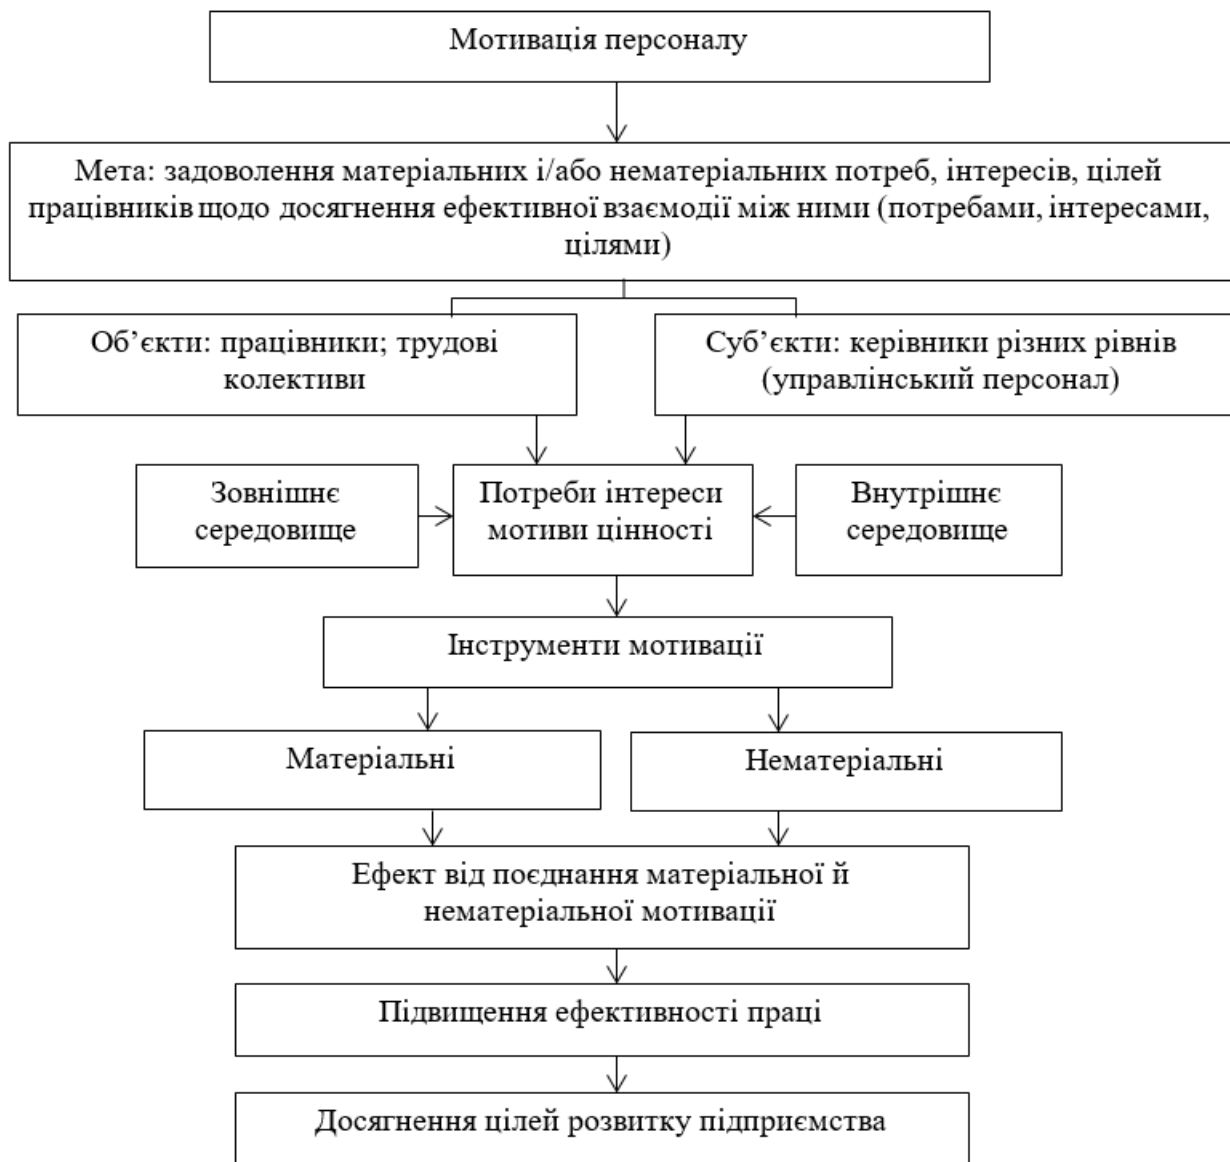 Мотивація персоналу
Мета: задоволення матеріальних і/або нематеріальних потреб, інтересів, цілей
працівників щодо досягнення ефективної взаємодії між ними (потребами, інтересами,
цілями)
Об’єкти: працівники; трудові
колективи
Суб’єкти: керівники різних рівнів
(управлінський персонал)
Зовнішнє
середовище
Потреби інтереси
мотиви цінності
Внутрішнє
середовище
Інструменти мотивації
Матеріальні
Нематеріальні
Ефект від поєднання матеріальної й
нематеріальної мотивації
Підвищення ефективності праці
Досягнення цілей розвитку підприємства